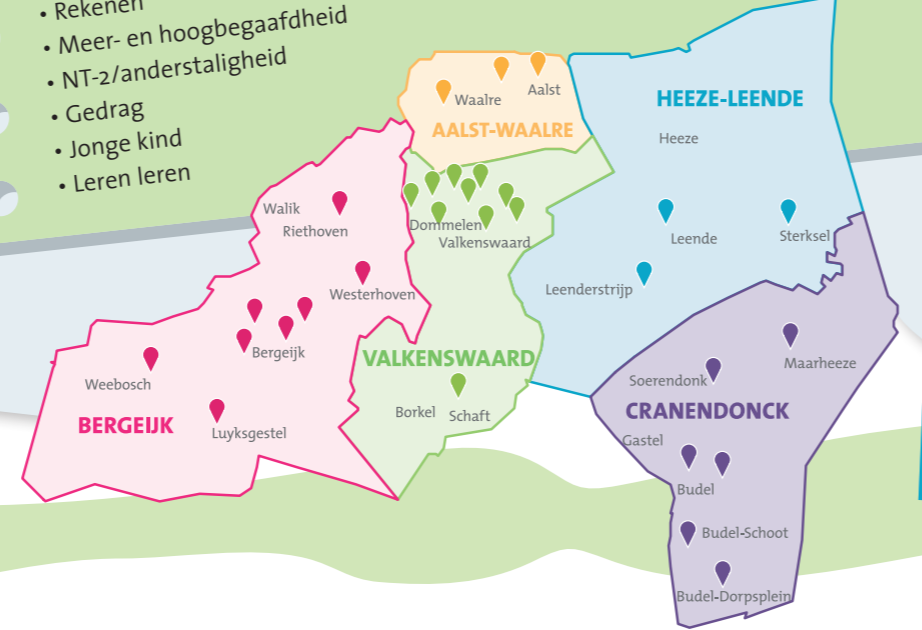 • Rekenen
• Meer- en hoogbegaafdheid
• NT-2/anderstaligheid
• Gedrag
• Jonge kind
• Leren leren
Waalre
Aalst
AALST-WAALRE
HEEZE-LEENDE
Heeze
Leende
Sterksel
Leenderstrijp
Walik
Riethoven
Westerhoven
Bergeijk
Weebosch
BERGEIJK
Luyksgestel
Dommelen
Valkenswaard
VALKENSWAARD
Borkel
Schaft
Maarheeze
Soerendonk
CRANENDONCK
Gastel
Budel
Budel-Schoot
Budel-Dorpsplein